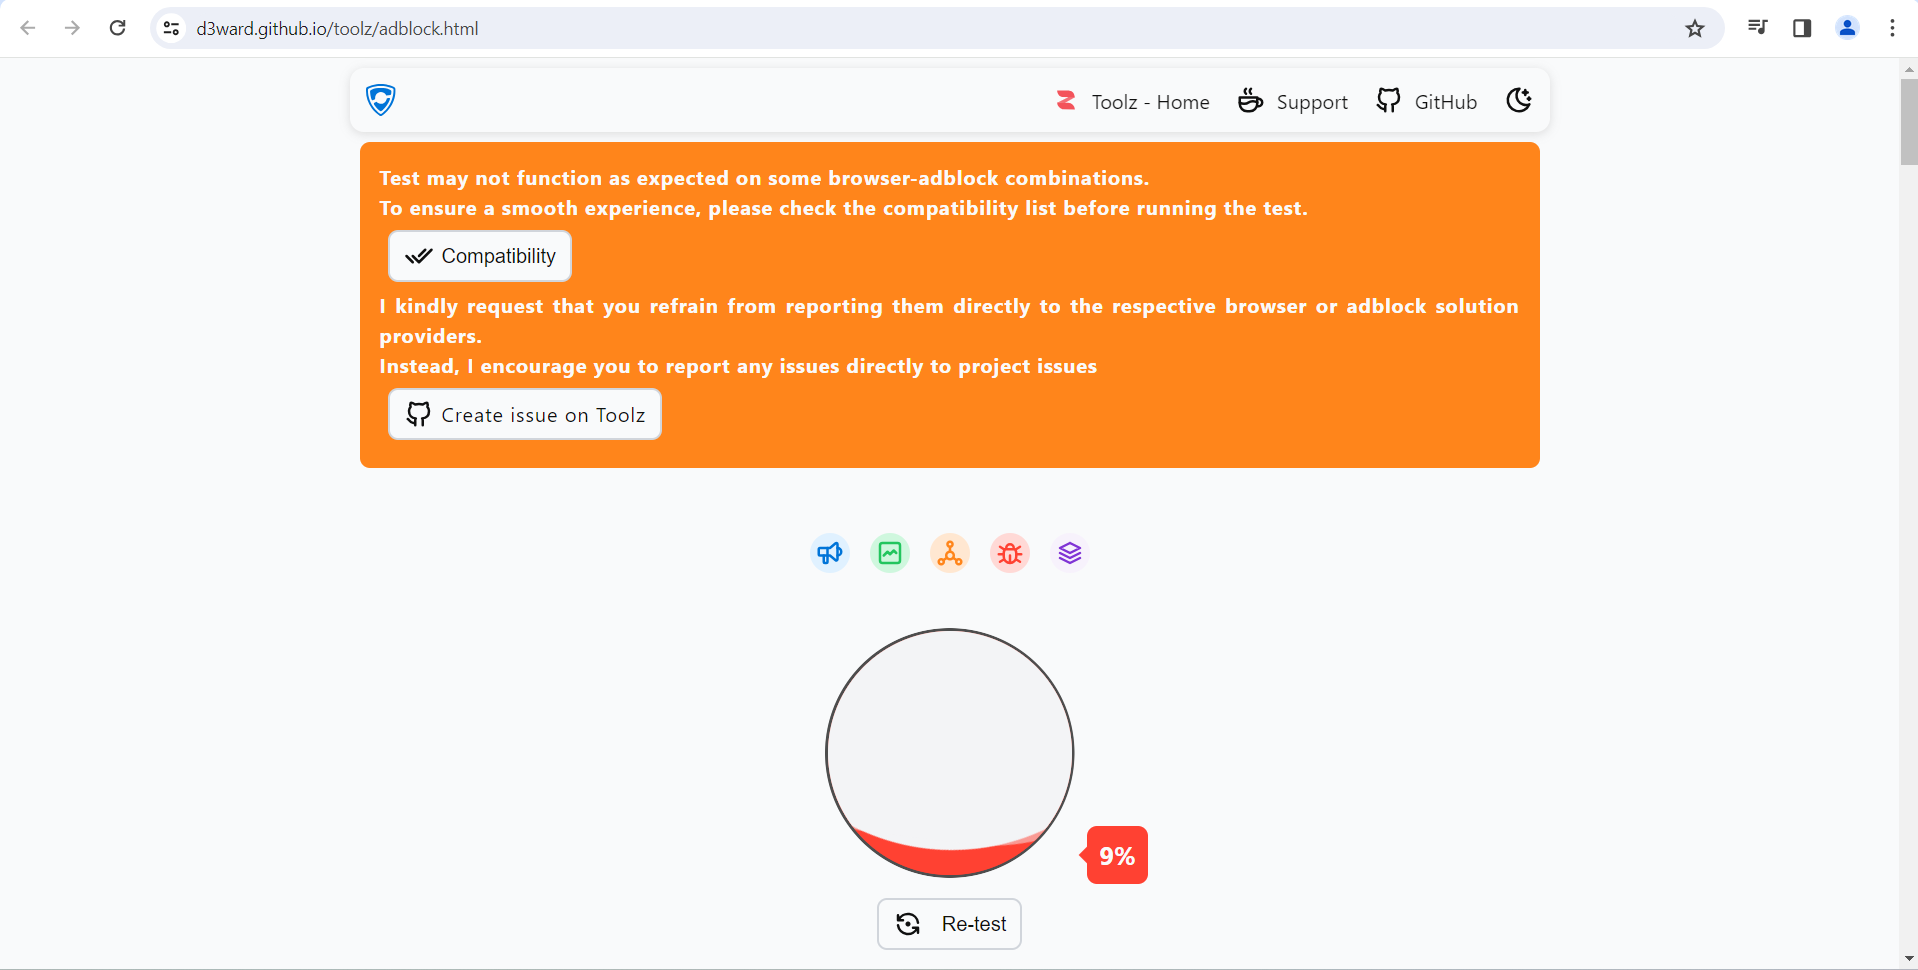 d3ward.github.io/toolz/adblock.html
Toolz - Home
Support
GitHub
Test may not function as expected on some browser-adblock combinations.
To ensure a smooth experience, please check the compatibility list before running the test.
Compatibility
I kindly request that you refrain from reporting them directly to the respective browser or adblock solution
providers.
Instead, I encourage you to report any issues directly to project issues
Create issue on Toolz
9%
Re-test